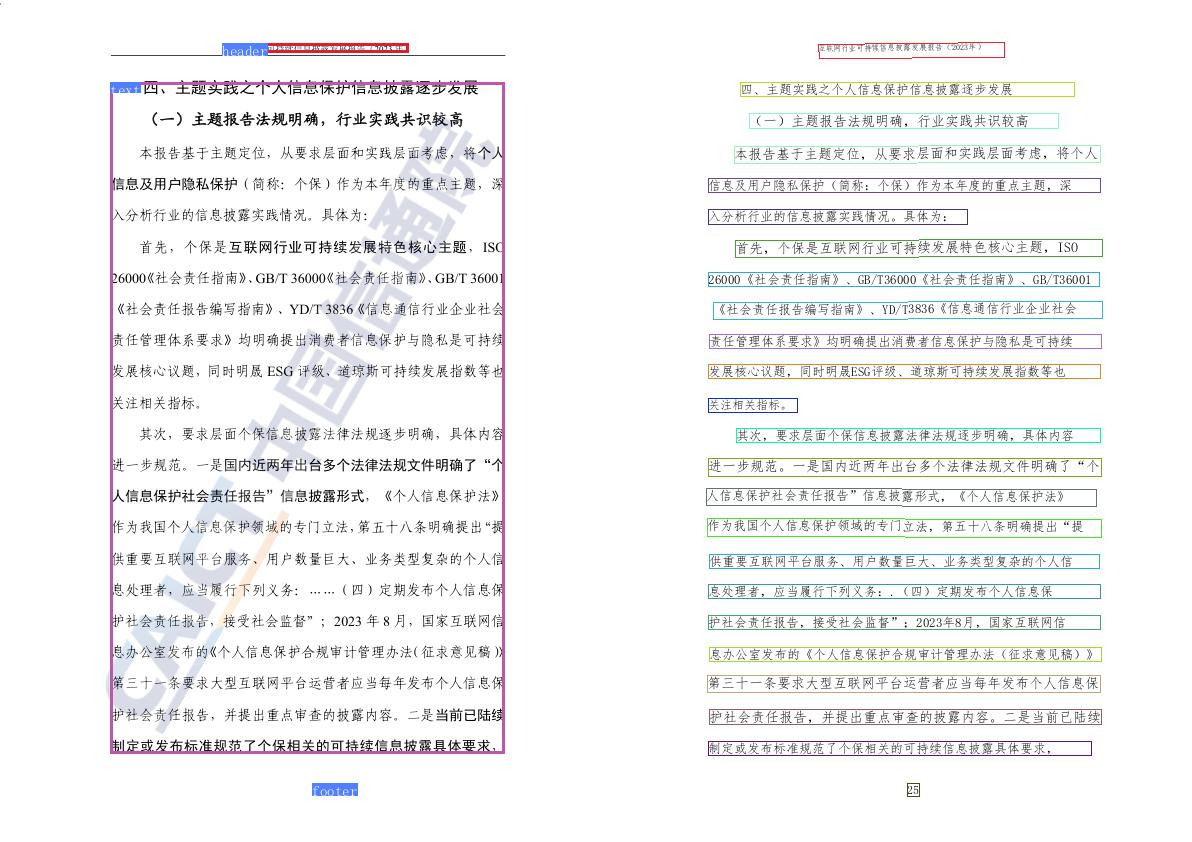 header 可持续信息披露发展报告（2023年）
text 四、主题实践之个人信息保护信息披露逐步发展
（一）主题报告法规明确，行业实践共识较高
本报告基于主题定位，从要求层面和实践层面考虑，将个人
信息及用户隐私保护（简称：个保）作为本年度的重点主题，深
入分析行业的信息披露实践情况。具体为：
首先，个保是互联网行业可持续发展特色核心主题，ISO
26000《社会责任指南》、GB/T 36000《社会责任指南》、GB/T 36001
《社会责任报告编写指南》、YD/T 3836《信息通信行业企业社会
责任管理体系要求》均明确提出消费者信息保护与隐私是可持续
发展核心议题，同时明晟 ESG 评级、道琼斯可持续发展指数等也
关注相关指标。
其次，要求层面个保信息披露法律法规逐步明确，具体内容
进一步规范。一是国内近两年出台多个法律法规文件明确了“个
人信息保护社会责任报告”信息披露形式，《个人信息保护法》
作为我国个人信息保护领域的专门立法，第五十八条明确提出“提
供重要互联网平台服务、用户数量巨大、业务类型复杂的个人信
息处理者，应当履行下列义务：……（四）定期发布个人信息保
护社会责任报告，接受社会监督”；2023 年 8 月，国家互联网信
息办公室发布的《个人信息保护合规审计管理办法（征求意见稿）》
第三十一条要求大型互联网平台运营者应当每年发布个人信息保
护社会责任报告，并提出重点审查的披露内容。二是当前已陆续
制定或发布标准规范了个保相关的可持续信息披露具体要求，
footer
CAICT 中国信通院
互联网行业可持续信息披露发展报告（2023年）
四、主题实践之个人信息保护信息披露逐步发展
（一）主题报告法规明确，行业实践共识较高
本报告基于主题定位，从要求层面和实践层面考虑，将个人
信息及用户隐私保护（简称：个保）作为本年度的重点主题，深
入分析行业的信息披露实践情况。具体为：
首先，个保是互联网行业可持续发展特色核心主题，ISO
26000《社会责任指南》、GB/T36000《社会责任指南》、GB/T36001
《社会责任报告编写指南》、YD/T3836《信息通信行业企业社会
责任管理体系要求》均明确提出消费者信息保护与隐私是可持续
发展核心议题，同时明晟ESG评级、道琼斯可持续发展指数等也
关注相关指标。
其次，要求层面个保信息披露法律法规逐步明确，具体内容
进一步规范。一是国内近两年出台多个法律法规文件明确了“个
人信息保护社会责任报告”信息披露形式，《个人信息保护法》
作为我国个人信息保护领域的专门立法，第五十八条明确提出“提
供重要互联网平台服务、用户数量巨大、业务类型复杂的个人信
息处理者，应当履行下列义务：.（四）定期发布个人信息保
护社会责任报告，接受社会监督”；2023年8月，国家互联网信
息办公室发布的《个人信息保护合规审计管理办法（征求意见稿）》
第三十一条要求大型互联网平台运营者应当每年发布个人信息保
护社会责任报告，并提出重点审查的披露内容。二是当前已陆续
制定或发布标准规范了个保相关的可持续信息披露具体要求，
25